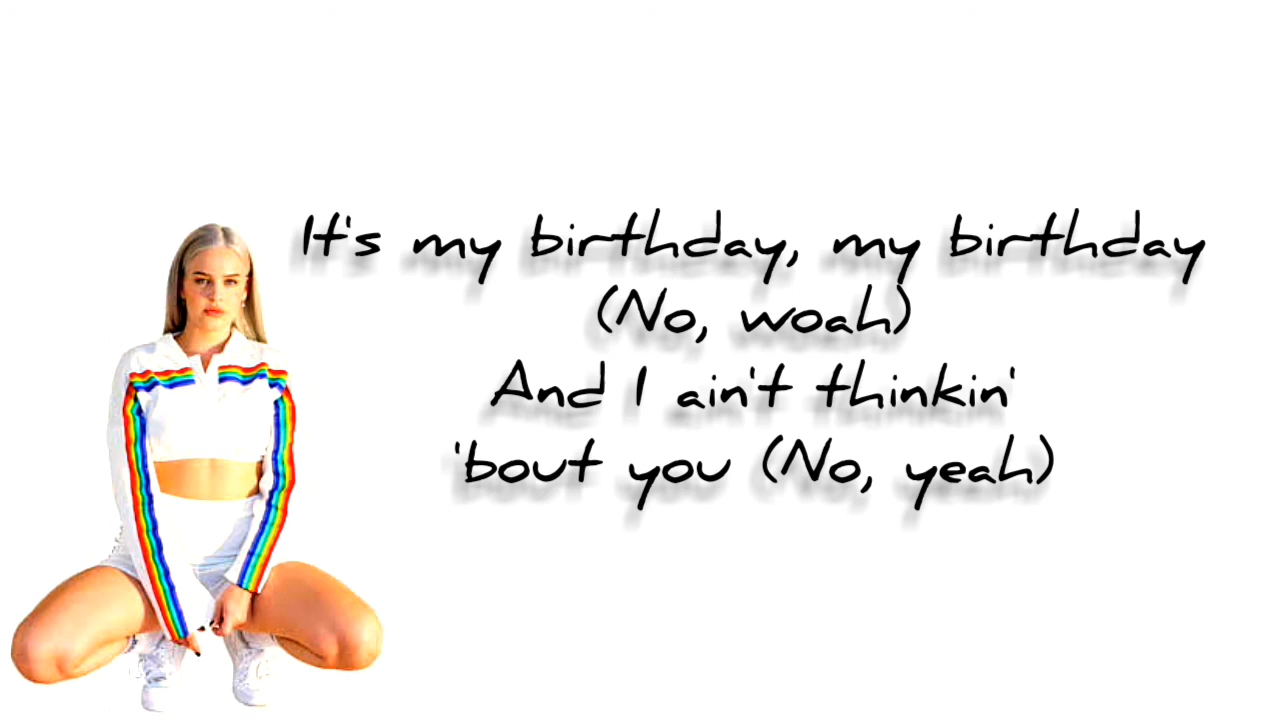 It's my birthday, my birthday
(No, woah)
And I ain't thinkin'
'bout you (No, yeah)